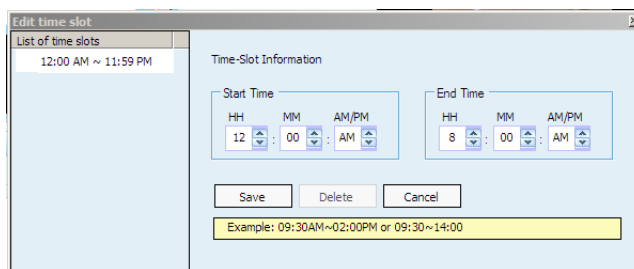 Edit time slot
List of time slots
12:00 AM ~ 11:59 PM
Time-Slot Information
Start Time
HH MM AM/PM
12 : 00 : AM
End Time
HH MM AM/PM
8 : 00 : AM
Save Delete Cancel
Example: 09:30AM~02:00PM or 09:30~14:00